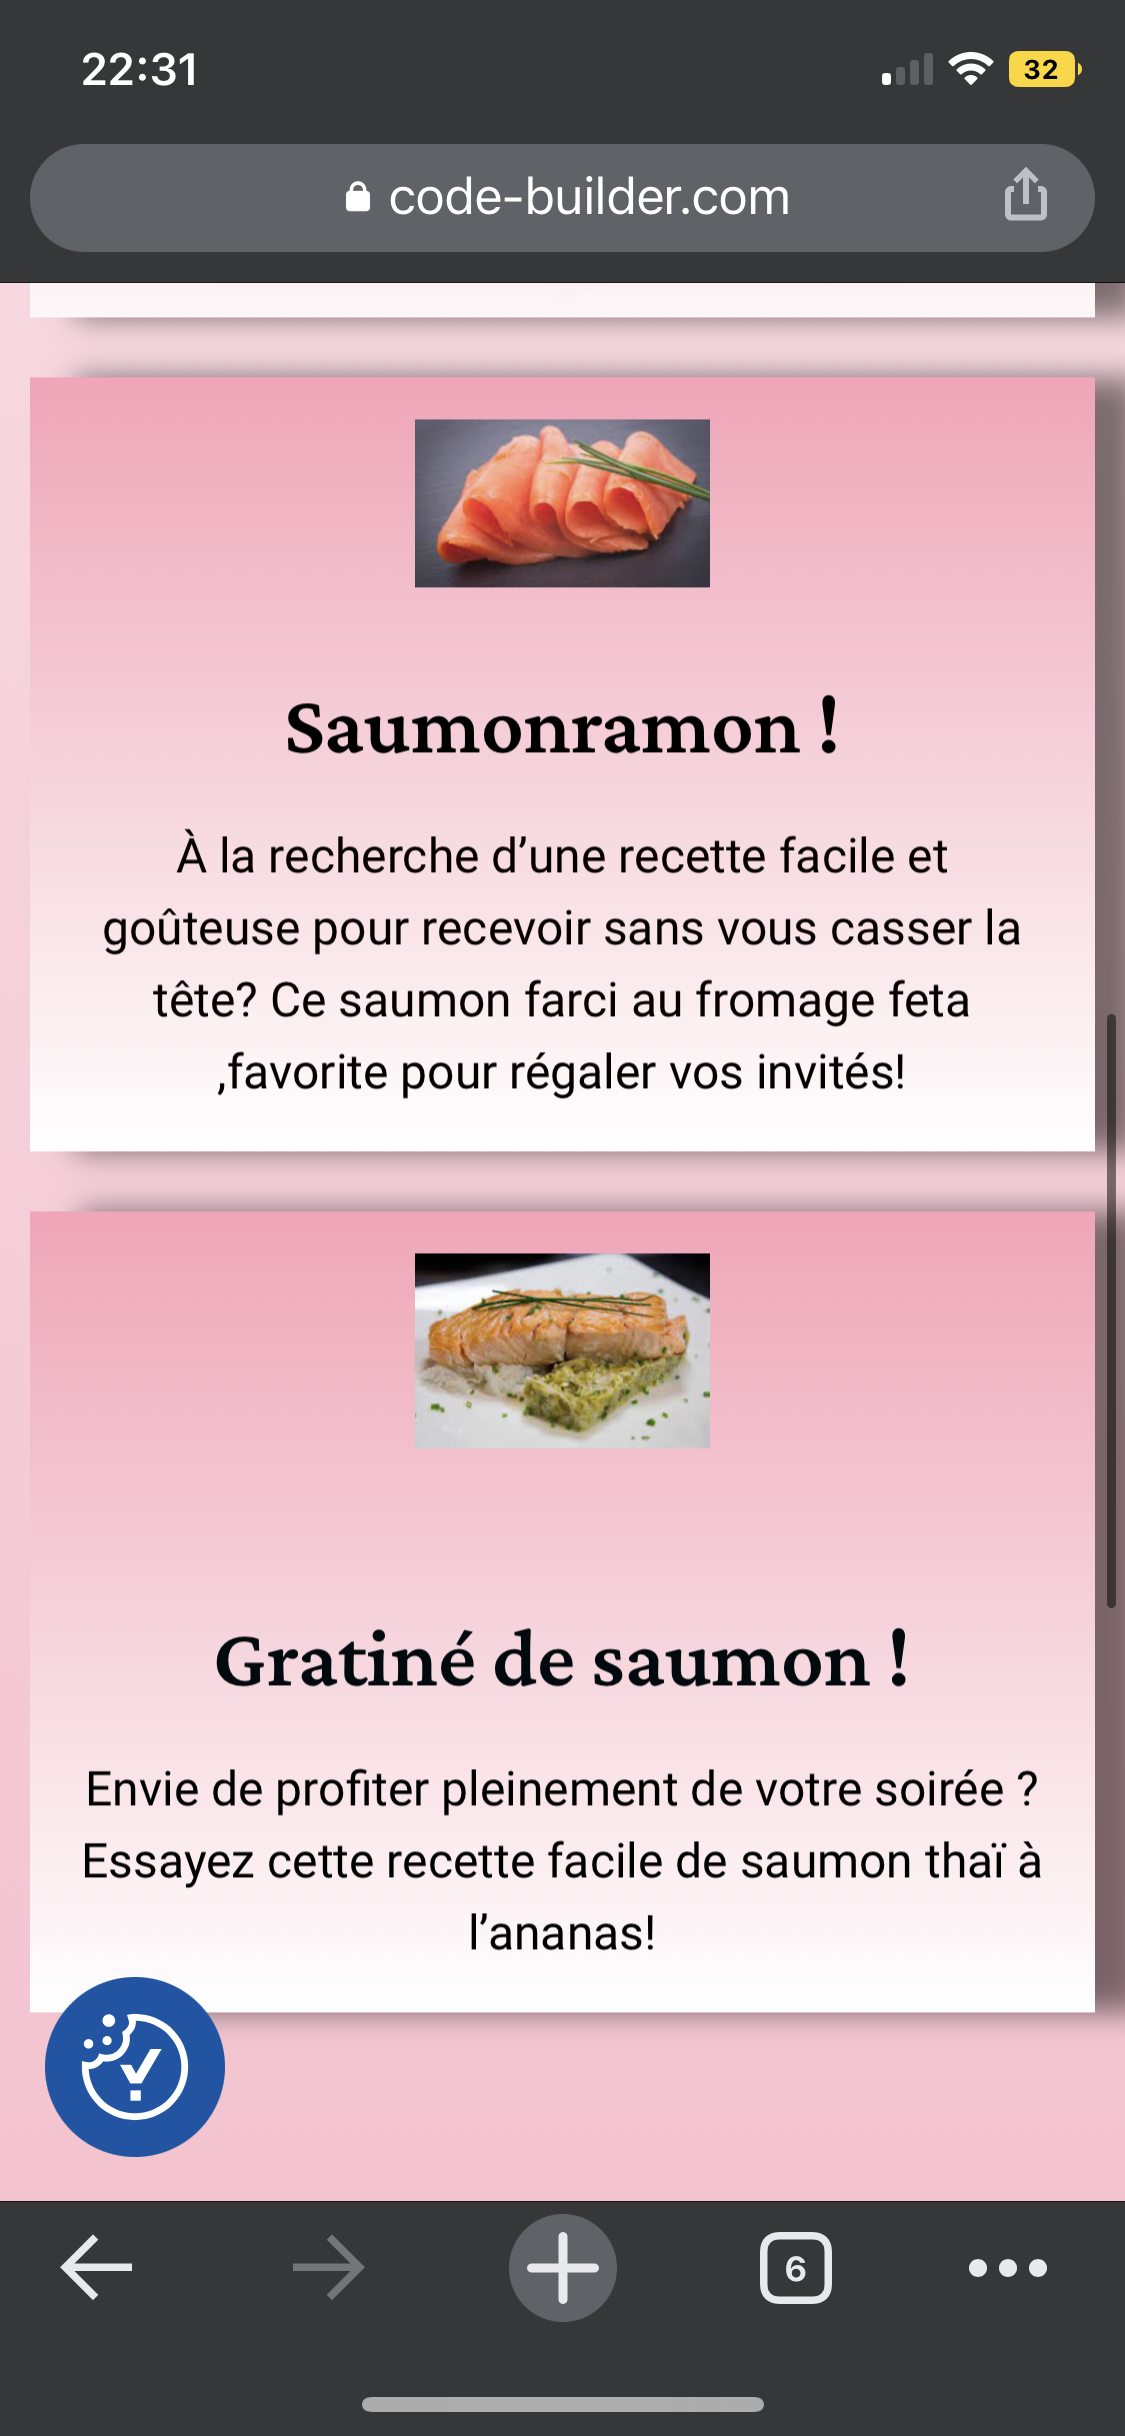 22:31
32
code-builder.com
Saumonramon !
À la recherche d’une recette facile et
goûteuse pour recevoir sans vous casser la
tête? Ce saumon farci au fromage feta
,favorite pour régaler vos invités!
Gratiné de saumon !
Envie de profiter pleinement de votre soirée ?
Essayez cette recette facile de saumon thaï à
l’ananas!
6